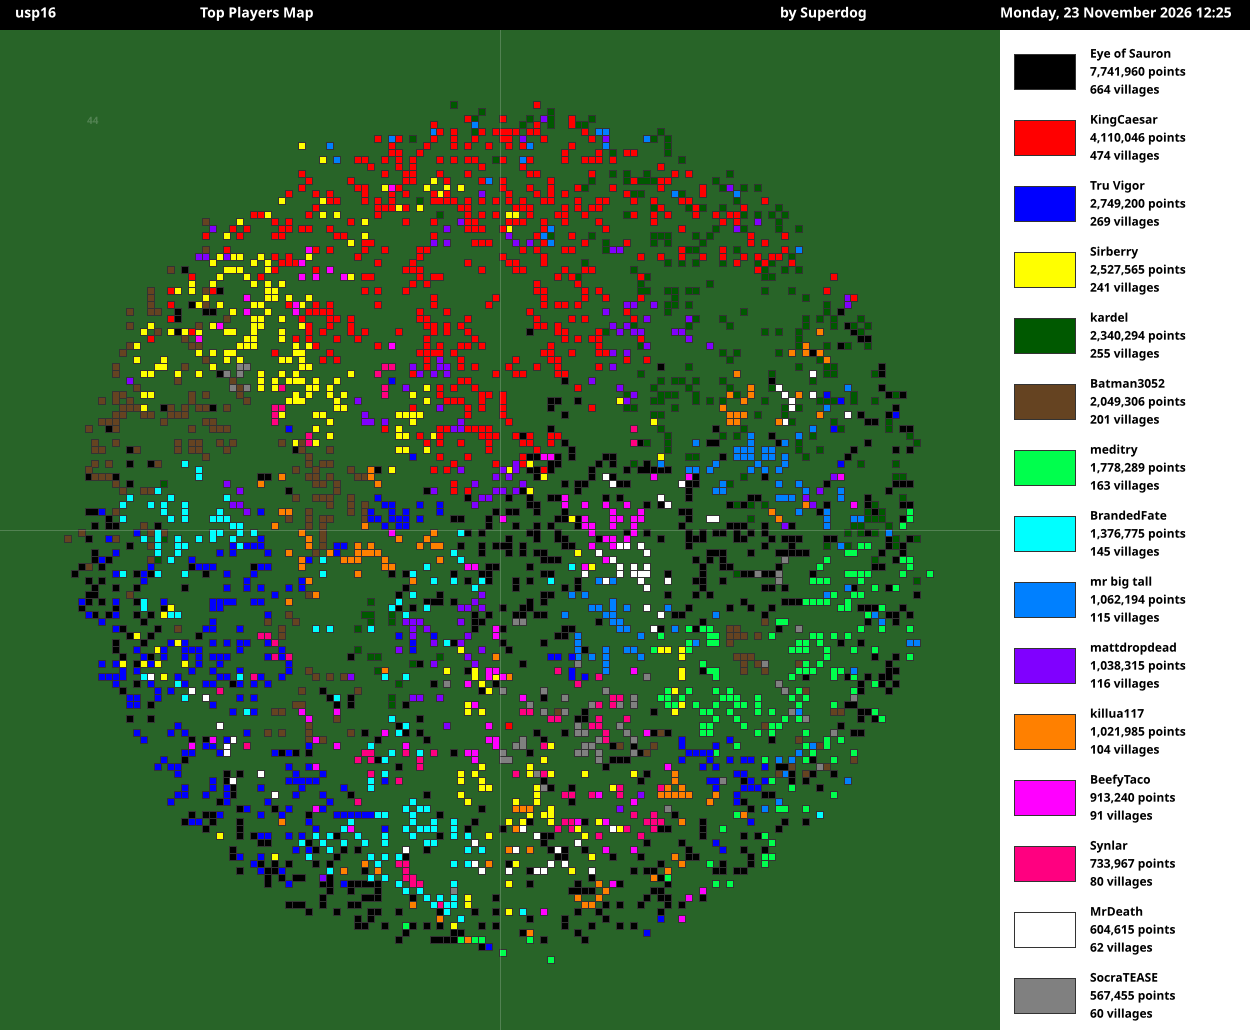 usp16 Top Players Map by Superdog Monday, 23 November 2026 12:25
44
Eye of Sauron
7,741,960 points
664 villages
KingCaesar
4,110,046 points
474 villages
Tru Vigor
2,749,200 points
269 villages
Sirberry
2,527,565 points
241 villages
kardel
2,340,294 points
255 villages
Batman3052
2,049,306 points
201 villages
meditry
1,778,289 points
163 villages
BrandedFate
1,376,775 points
145 villages
mr big tall
1,062,194 points
115 villages
mattdropdead
1,038,315 points
116 villages
killua117
1,021,985 points
104 villages
BeefyTaco
913,240 points
91 villages
Synlar
733,967 points
80 villages
MrDeath
604,615 points
62 villages
SocraTEASE
567,455 points
60 villages